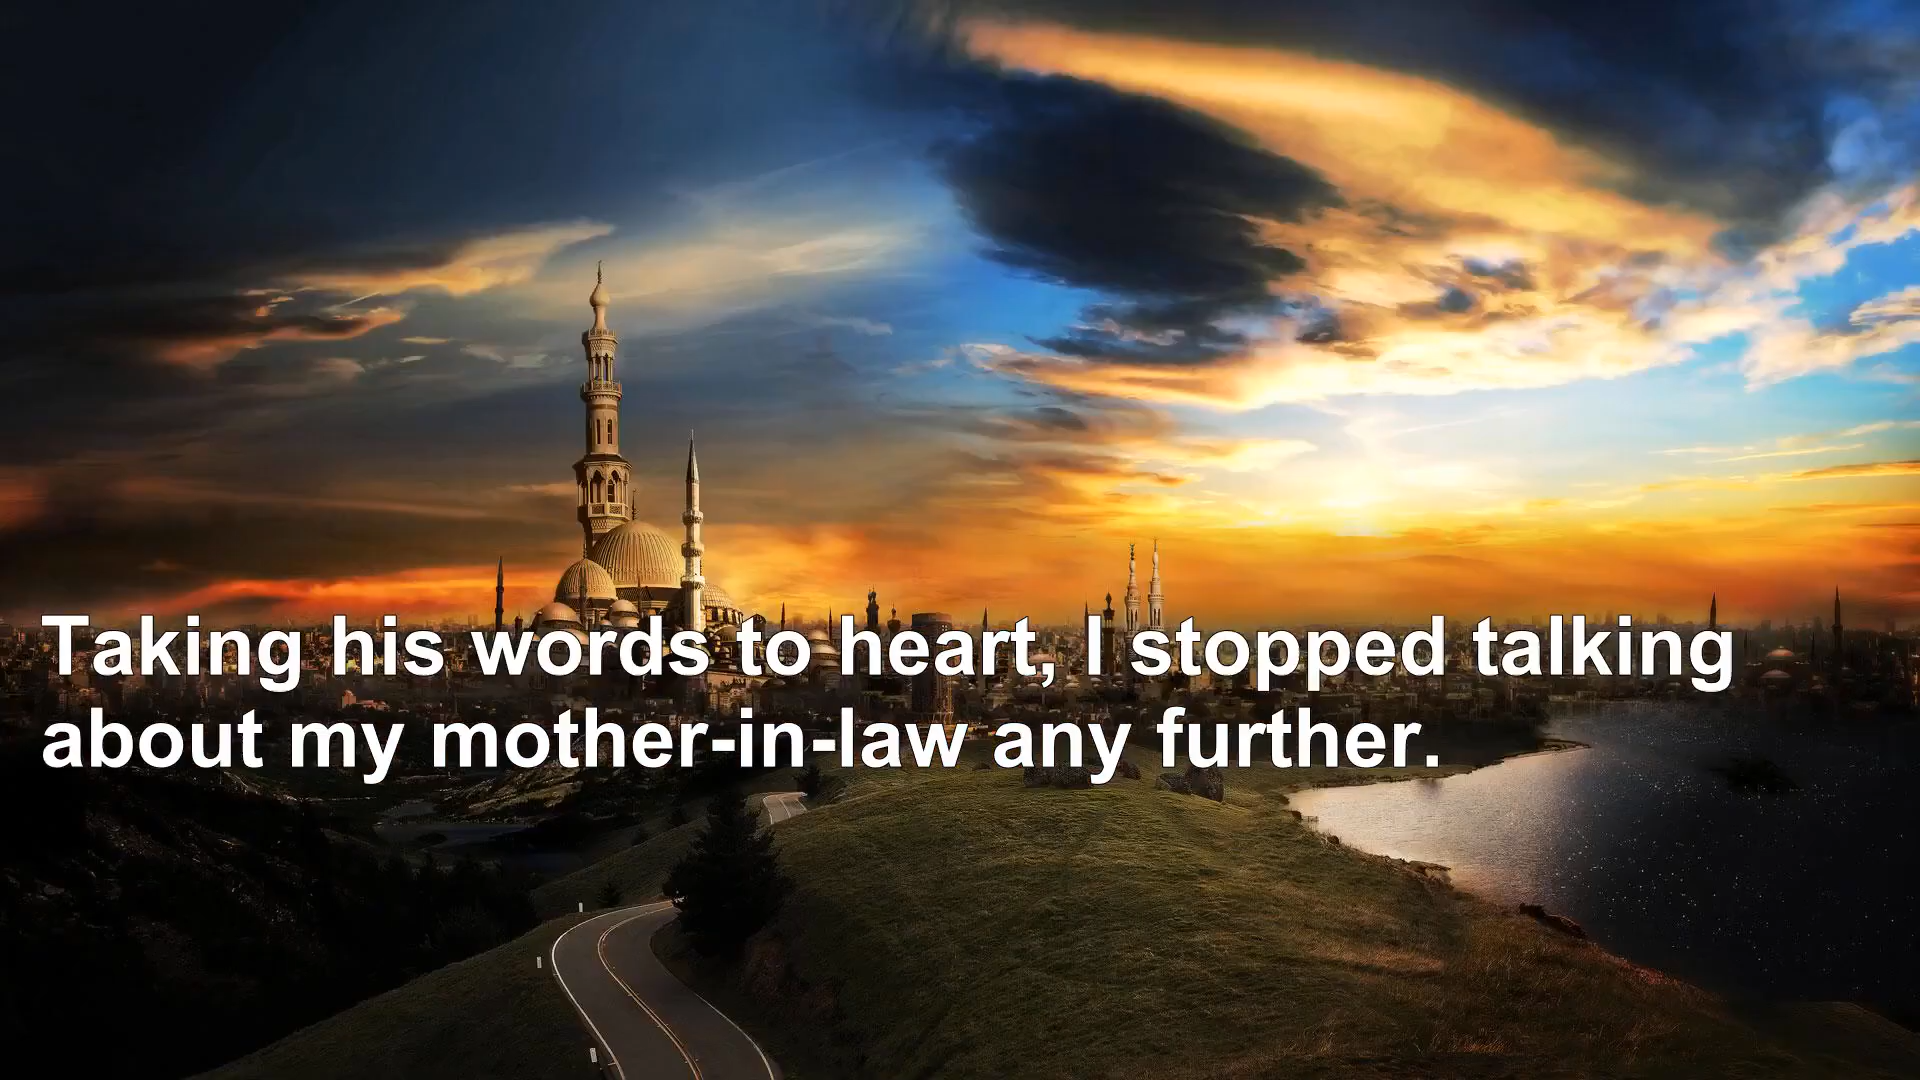 Taking his words to heart, I stopped talking
about my mother-in-law any further.